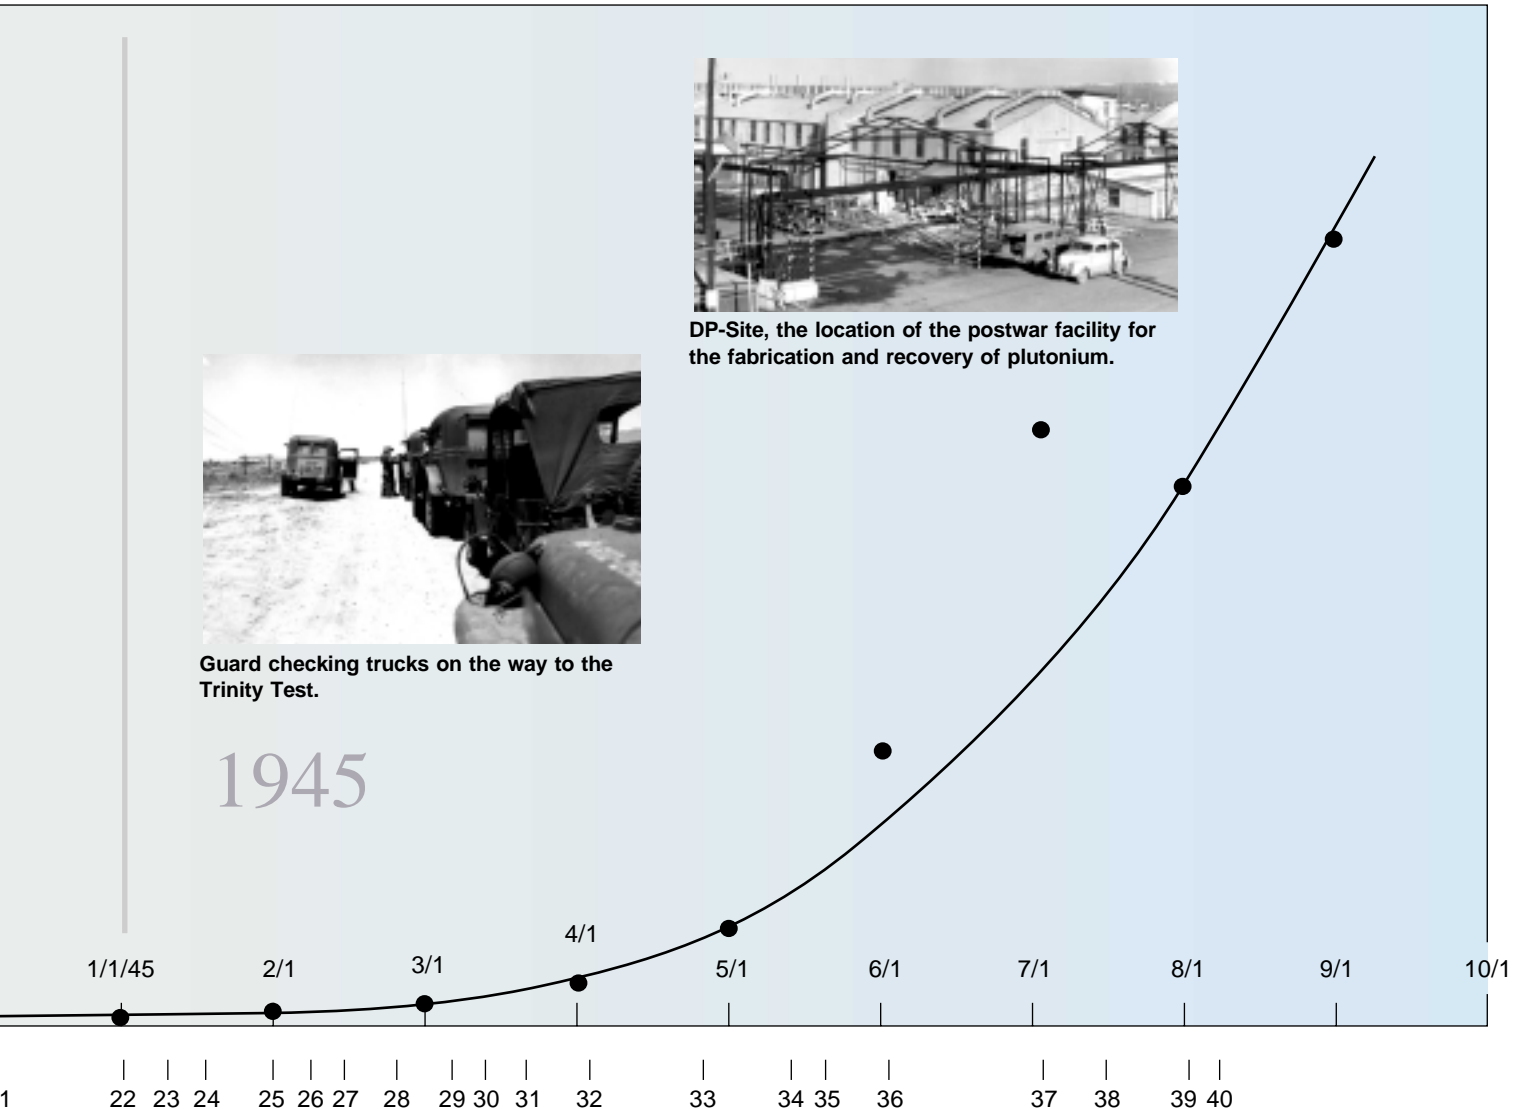 DP-Site, the location of the postwar facility for
the fabrication and recovery of plutonium.
Guard checking trucks on the way to the
Trinity Test.
1945
4/1
1/1/45 2/1 3/1 5/1 6/1 7/1 8/1 9/1 10/1
1 22 23 24 25 26 27 28 29 30 31 32 33 34 35 36 37 38 39 40